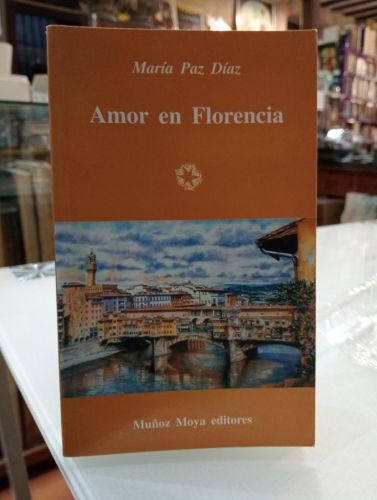 María Paz Díaz
Amor en Florencia
Muñoz Moya editores